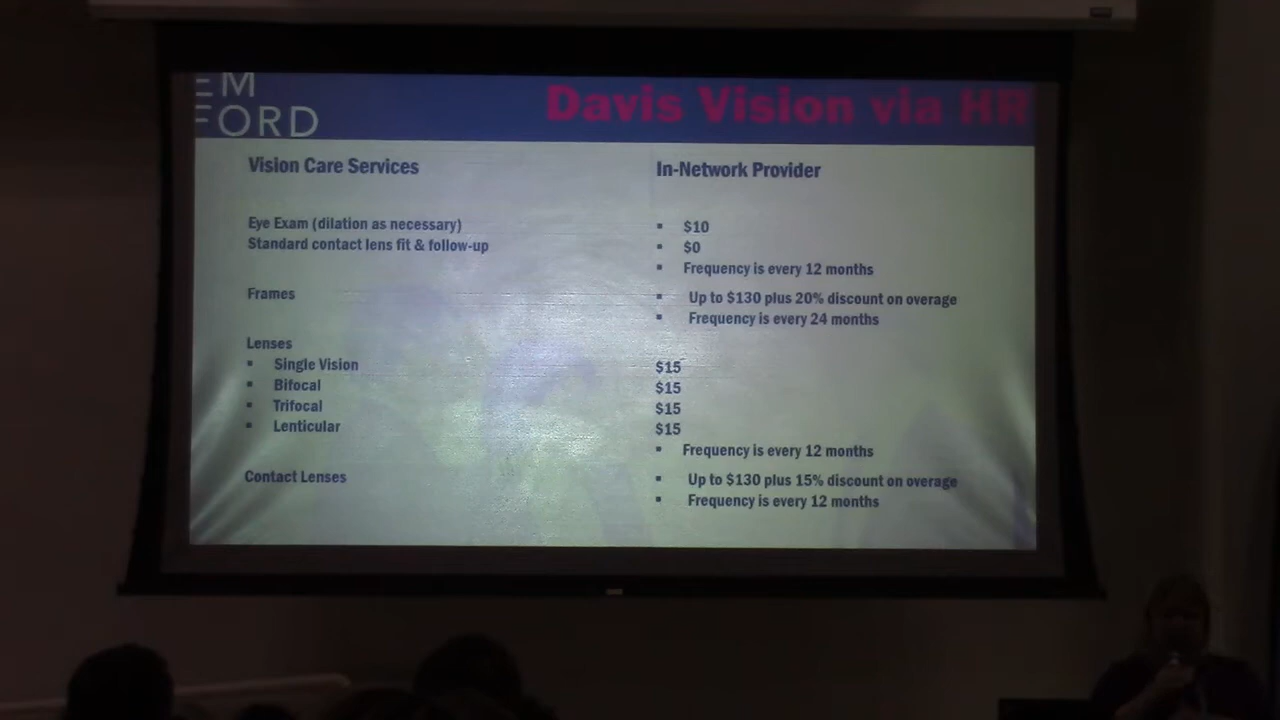 EM
FORD
Davis Vision via HR
Vision Care Services
In-Network Provider
Eye Exam (dilation as necessary)
▪ $10
Standard contact lens fit & follow-up
▪ $0
▪ Frequency is every 12 months
Frames
▪ Up to $130 plus 20% discount on overage
▪ Frequency is every 24 months
Lenses
▪ Single Vision
$15
▪ Bifocal
$15
▪ Trifocal
$15
▪ Lenticular
$15
▪ Frequency is every 12 months
Contact Lenses
▪ Up to $130 plus 15% discount on overage
▪ Frequency is every 12 months